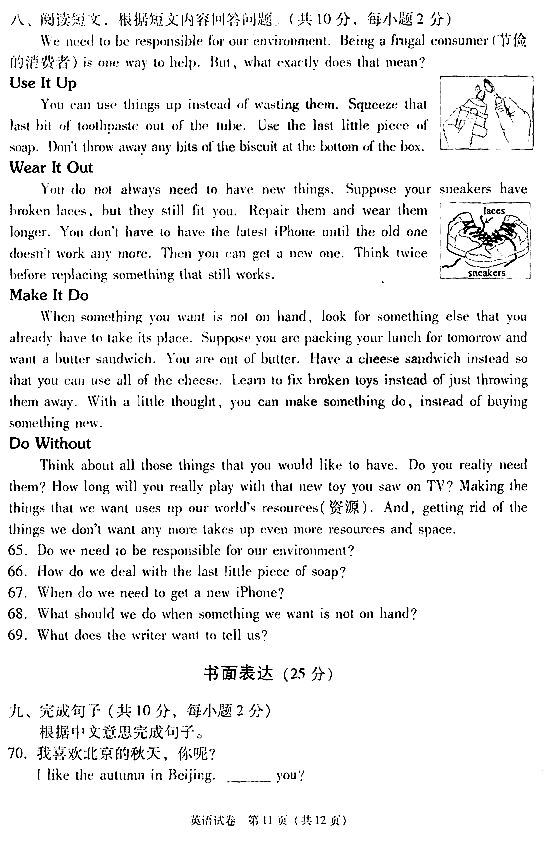 八、阅读短文，根据短文内容回答问题。（共10分，每小题2分）
We need to be responsible for our environment. Being a frugal consumer(节俭
的消费者) is one way to help. But, what exactly does that mean?
Use It Up
You can use things up instead of wasting them. Squeeze that
last bit of toothpaste out of the tube. Use the last little piece of
soap. Don't throw away any bits of the biscuit at the bottom of the box.
Wear It Out
You do not always need to have new things. Suppose your sneakers have
broken laces, but they still fit you. Repair them and wear them
longer. You don't have to have the latest iPhone until the old one
doesn't work any more. Then you can get a new one. Think twice
before replacing something that still works.
laces
sneakers
Make It Do
When something you want is not on hand, look for something else that you
already have to take its place. Suppose you are packing your lunch for tomorrow and
want a butter sandwich. You are out of butter. Have a cheese sandwich instead so
that you can use all of the cheese. Learn to fix broken toys instead of just throwing
them away. With a little thought, you can make something do, instead of buying
something new.
Do Without
Think about all those things that you would like to have. Do you really need
them? How long will you really play with that new toy you saw on TV? Making the
things that we want uses up our world's resources(资源). And, getting rid of the
things we don't want any more takes up even more resources and space.
65. Do we need to be responsible for our environment?
66. How do we deal with the last little piece of soap?
67. When do we need to get a new iPhone?
68. What should we do when something we want is not on hand?
69. What does the writer want to tell us?
书面表达（25分）
九、完成句子（共10分，每小题2分）
根据中文意思完成句子。
70. 我喜欢北京的秋天，你呢？
I like the autumn in Beijing. ______ you?
英语试卷 第11页（共12页）